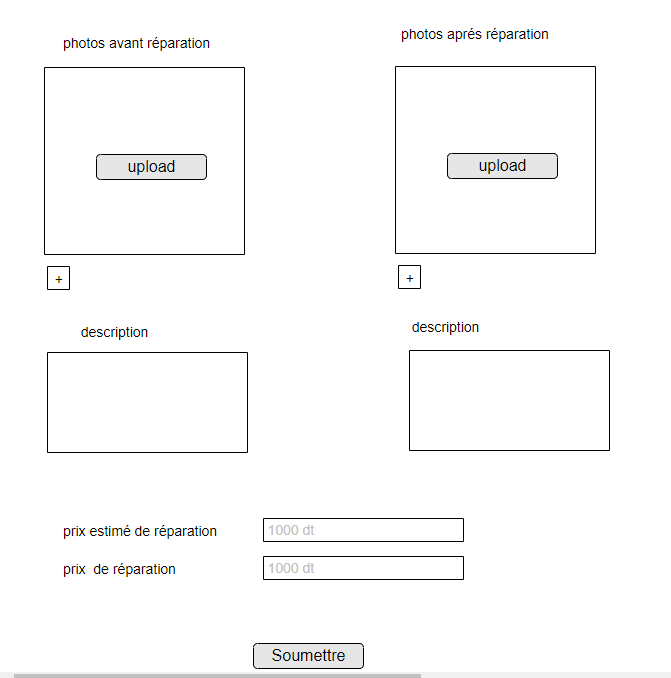 photos avant réparation
photos aprés réparation
upload
upload
+
+
description
description
prix estimé de réparation
1000 dt
prix  de réparation
1000 dt
Soumettre